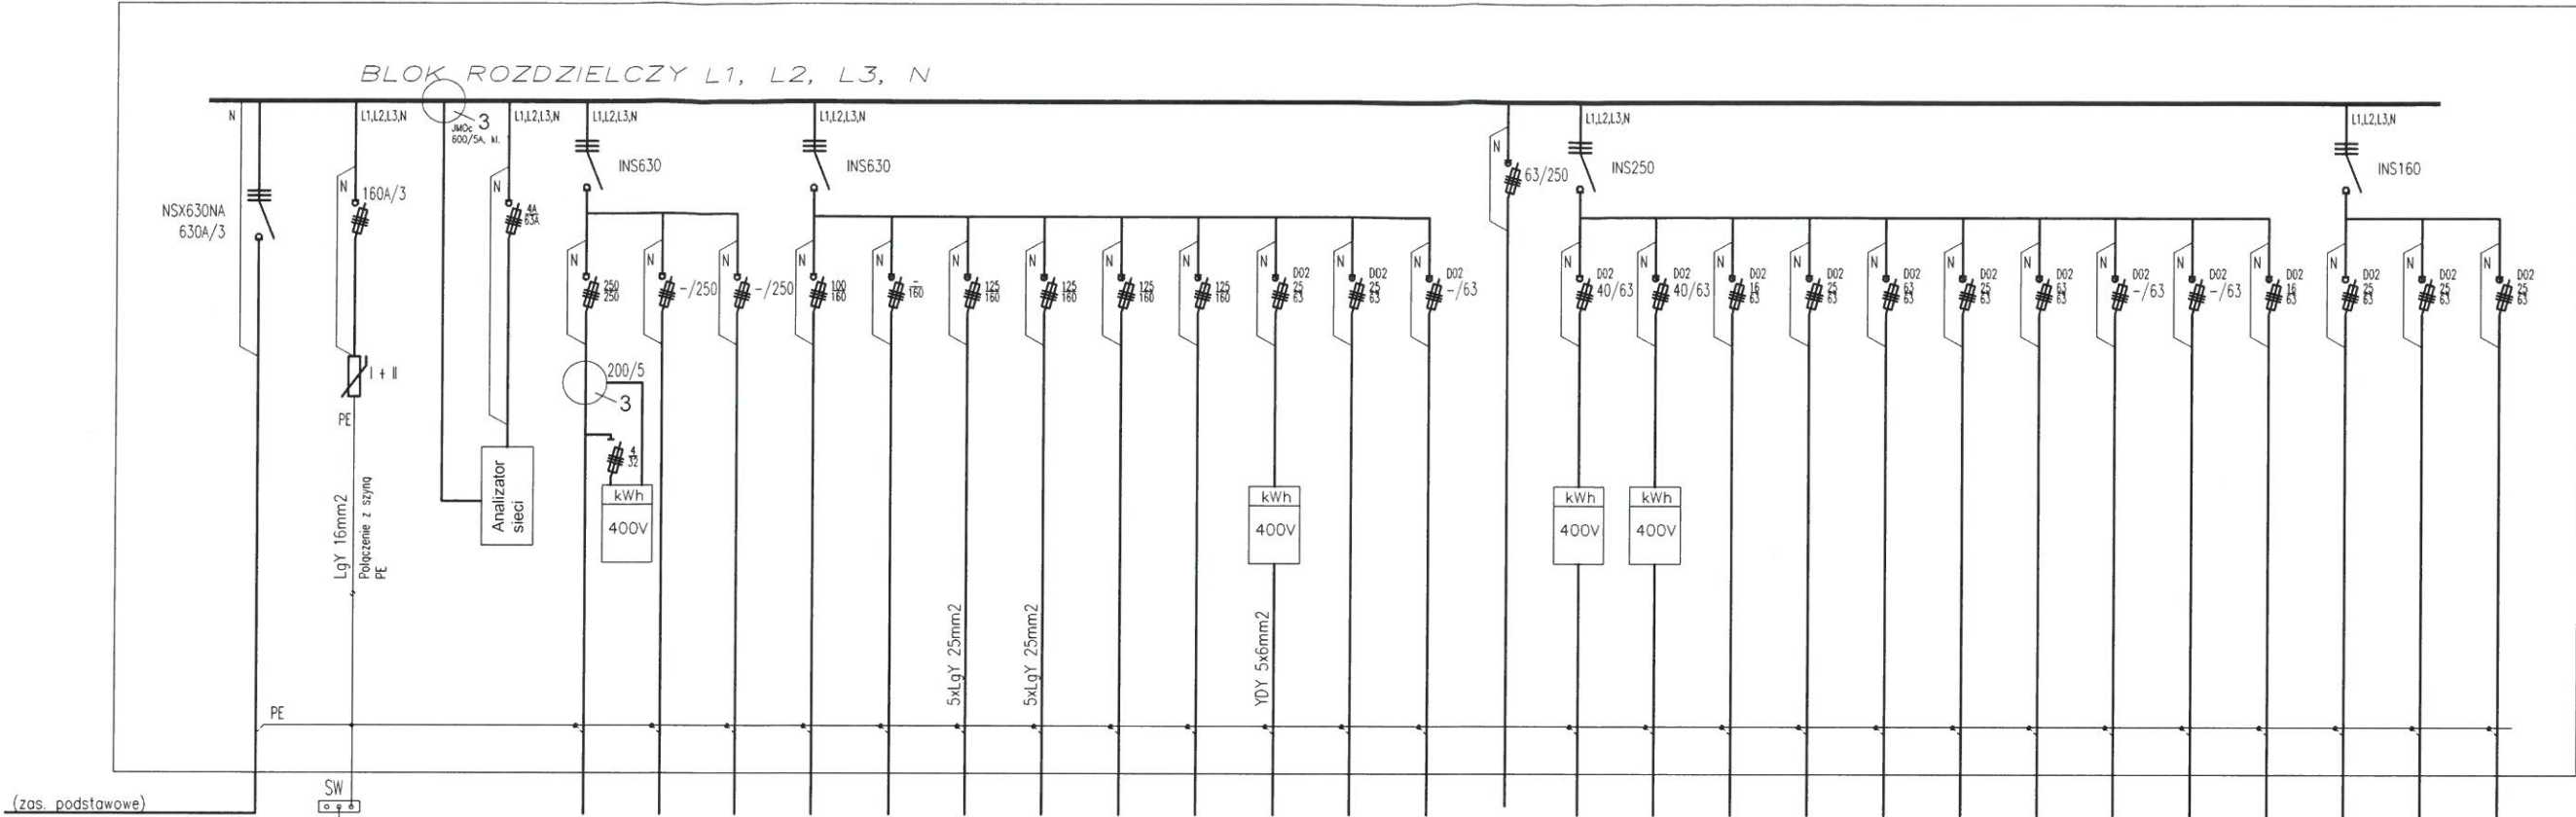 BLOK ROZDZIELCZY L1, L2, L3, N
N
L1,L2,L3,N
JMOc
600/5A, kl.
3
L1,L2,L3,N
L1,L2,L3,N
L1,L2,L3,N
L1,L2,L3,N
L1,L2,L3,N
NSX630NA
630A/3
N
160A/3
N
4A
63A
INS630
INS630
N
63/250
INS250
INS160
N
250
250
N
-/250
N
-/250
N
100
160
N
-
160
N
125
160
N
125
160
N
125
160
N
125
160
N
D02
25
63
N
D02
25
63
N
D02
-/63
N
D02
40/63
N
D02
40/63
N
D02
16
63
N
D02
25
63
N
D02
63
63
N
D02
25
63
N
D02
63
63
N
D02
-/63
N
D02
-/63
N
D02
16
63
N
D02
25
63
N
D02
25
63
N
D02
25
63
I + II
PE
200/5
3
4
32
Analizator
sieci
kWh
400V
kWh
400V
kWh
400V
kWh
400V
LgY 16mm2
Połączenie z szyną
PE
5xLgY 25mm2
5xLgY 25mm2
YDY 5x6mm2
PE
SW
(zas. podstawowe)